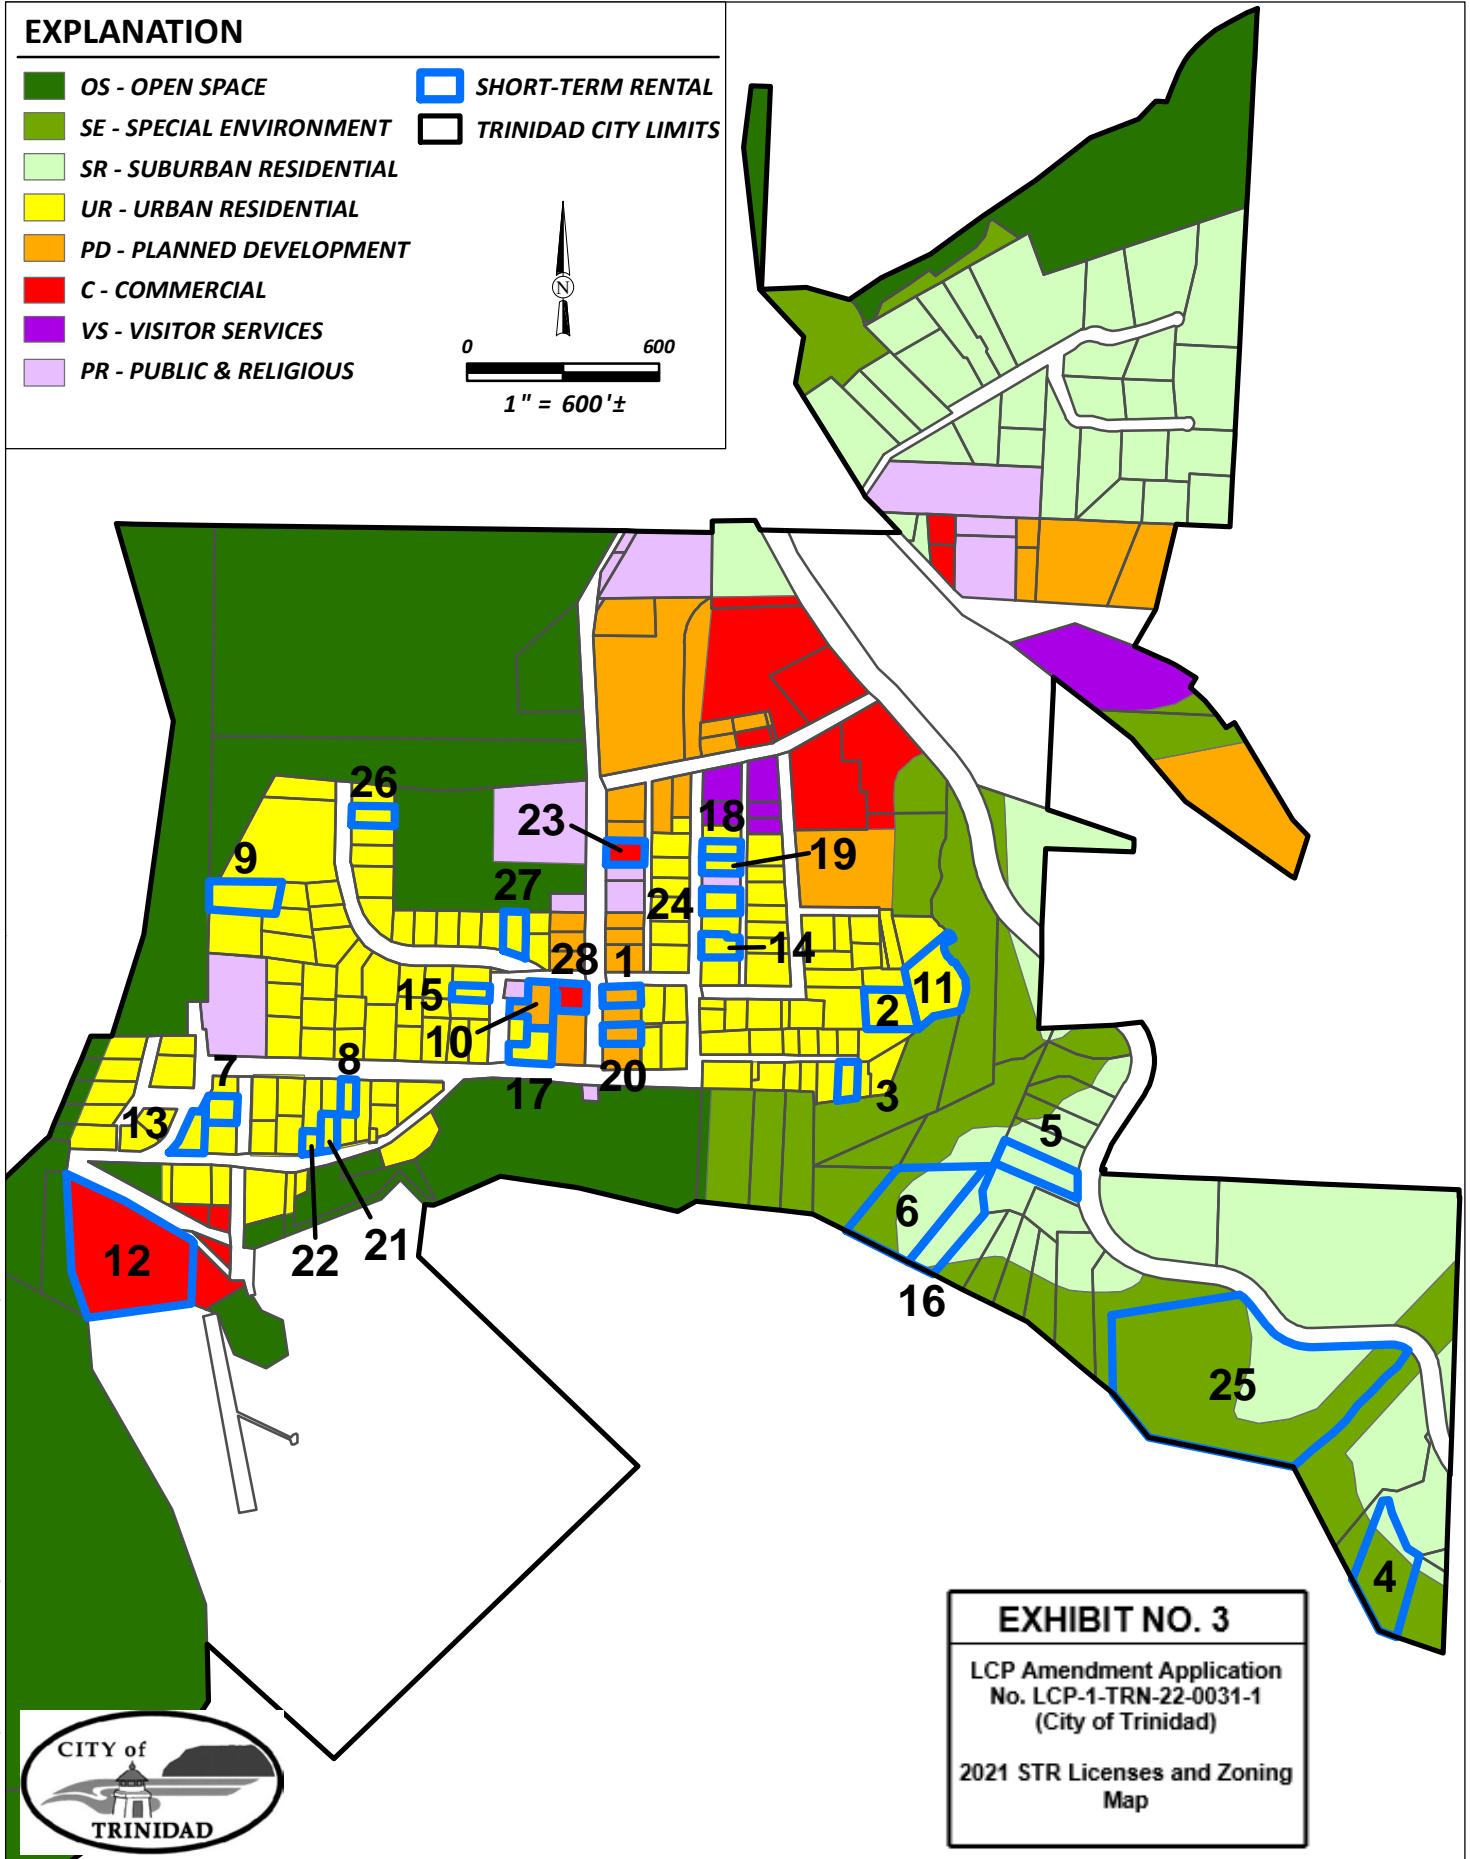 EXPLANATION
OS - OPEN SPACE
SE - SPECIAL ENVIRONMENT
SR - SUBURBAN RESIDENTIAL
UR - URBAN RESIDENTIAL
PD - PLANNED DEVELOPMENT
C - COMMERCIAL
VS - VISITOR SERVICES
PR - PUBLIC & RELIGIOUS
SHORT-TERM RENTAL
TRINIDAD CITY LIMITS
N
0 600
1" = 600'±
26
23
18
9
19
27
24
14
28
1
15
11
2
10
8
7
20
17
3
13
5
6
21
22
12
16
25
4
EXHIBIT NO. 3
LCP Amendment Application
No. LCP-1-TRN-22-0031-1
(City of Trinidad)
2021 STR Licenses and Zoning
Map
CITY of
TRINIDAD